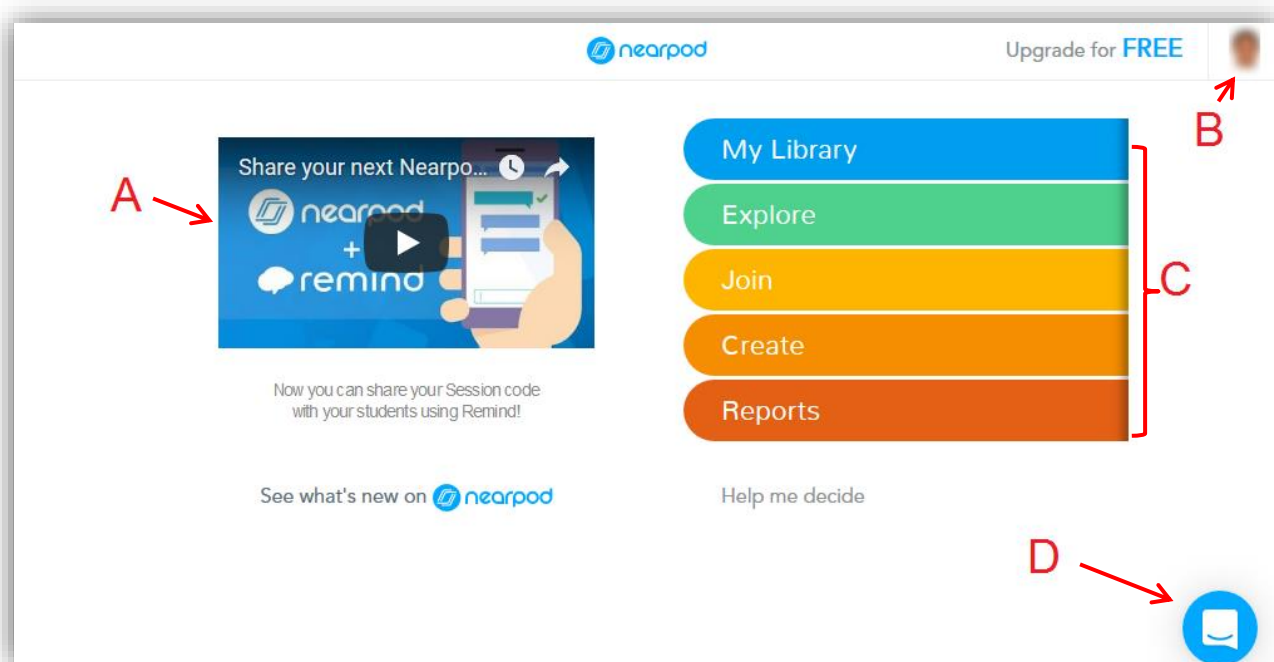 nearpod
Upgrade for FREE
B
A
Share your next Nearpo...
nearpod
+
remind
Now you can share your Session code
with your students using Remind!
See what's new on nearpod
My Library
Explore
Join
Create
Reports
C
Help me decide
D